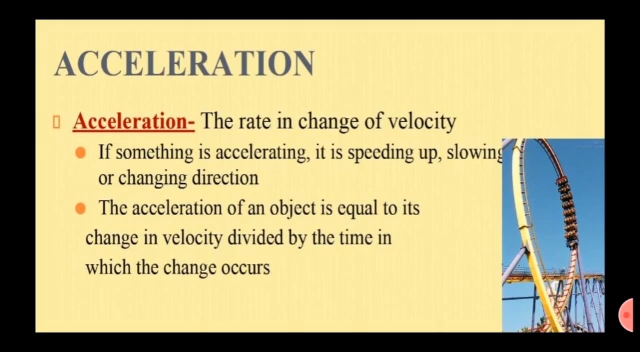 ACCELERATION
Acceleration- The rate in change of velocity
If something is accelerating, it is speeding up, slowing
or changing direction
The acceleration of an object is equal to its
change in velocity divided by the time in
which the change occurs